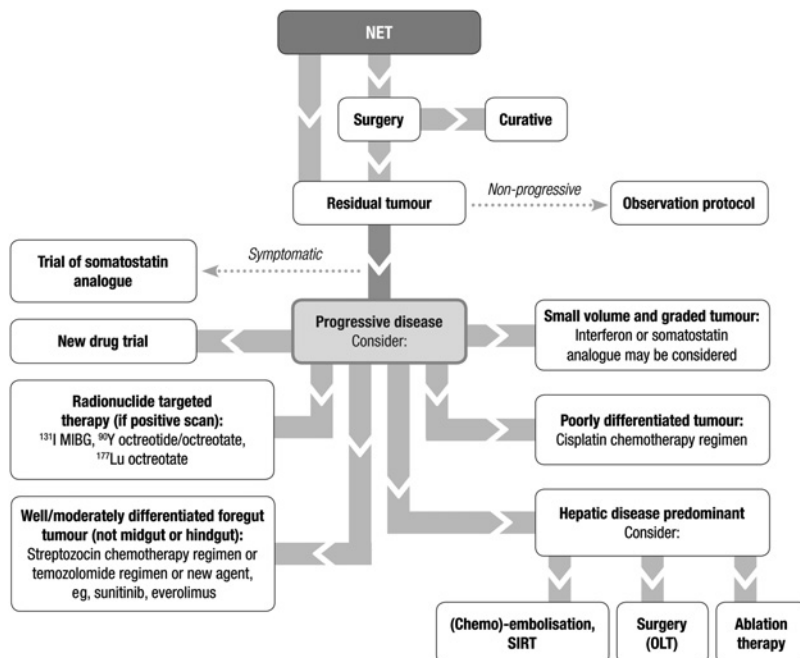 NET
Surgery
Curative
Residual tumour
Non-progressive
Observation protocol
Symptomatic
Trial of somatostatin
analogue
Progressive disease
Consider:
New drug trial
Small volume and graded tumour:
Interferon or somatostatin
analogue may be considered
Radionuclide targeted
therapy (if positive scan):
¹³¹I MIBG, ⁹⁰Y octreotide/octreotate,
¹⁷⁷Lu octreotate
Poorly differentiated tumour:
Cisplatin chemotherapy regimen
Well/moderately differentiated foregut
tumour (not midgut or hindgut):
Streptozocin chemotherapy regimen or
temozolomide regimen or new agent,
eg, sunitinib, everolimus
Hepatic disease predominant
Consider:
(Chemo)-embolisation,
SIRT
Surgery
(OLT)
Ablation
therapy